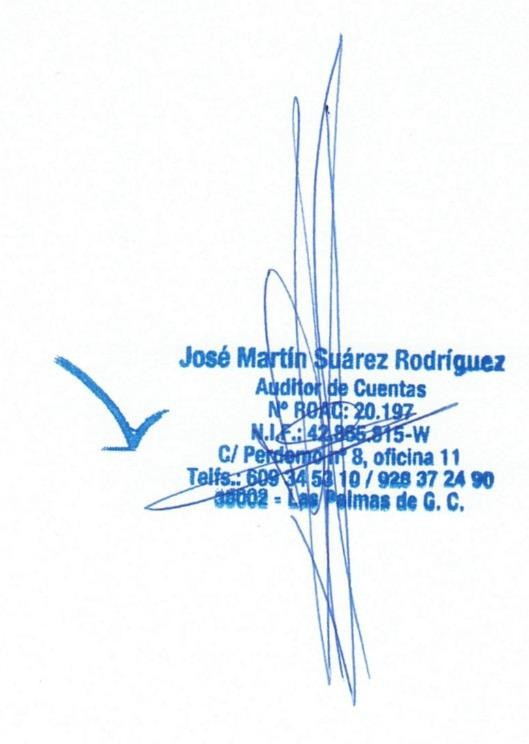 José Martín Suárez Rodríguez
Auditor de Cuentas
Nº ROAC: 20.197
N.I.F.: 42.865.815-W
C/ Perdomo nº 8, oficina 11
Telfs.: 609 34 53 10 / 928 37 24 90
35002 - Las Palmas de G. C.